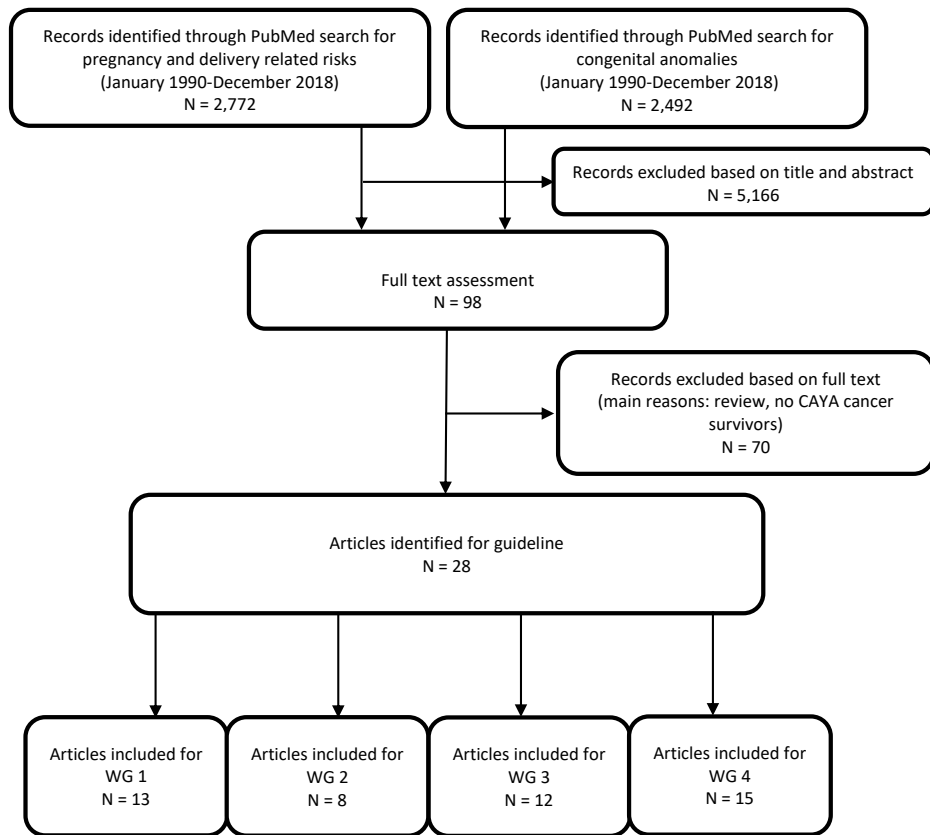 Records identified through PubMed search for
pregnancy and delivery related risks
(January 1990-December 2018)
N = 2,772
Records identified through PubMed search for
congenital anomalies
(January 1990-December 2018)
N = 2,492
Records excluded based on title and abstract
N = 5,166
Full text assessment
N = 98
Records excluded based on full text
(main reasons: review, no CAYA cancer
survivors)
N = 70
Articles identified for guideline
N = 28
Articles included for
WG 1
N = 13
Articles included for
WG 2
N = 8
Articles included for
WG 3
N = 12
Articles included for
WG 4
N = 15